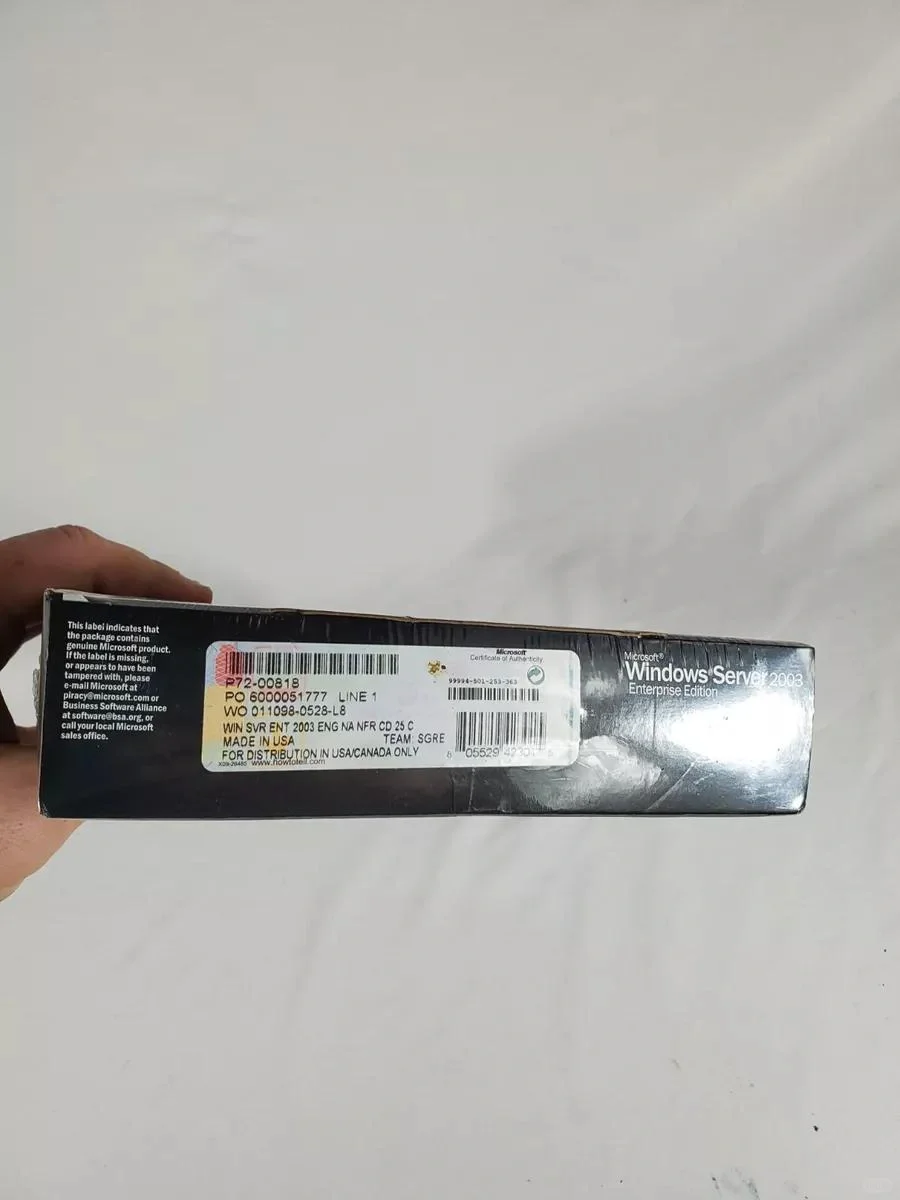 This label indicates that
the package contains
genuine Microsoft product.
If the label is missing,
or appears to have been
tampered with, please
e-mail Microsoft at
piracy@microsoft.com or
Business Software Alliance
at software@bsa.org, or
call your local Microsoft
sales office.
P72-00818
PO 6000051777 LINE 1
WO 011098-0528-L8
WIN SVR ENT 2003 ENG NA NFR CD 25 C
MADE IN USA TEAM SGRE
FOR DISTRIBUTION IN USA/CANADA ONLY
www.howtotell.com
Microsoft
Certificate of Authenticity
99994-501-253-363
05529
Microsoft®
Windows Server 2003
Enterprise Edition